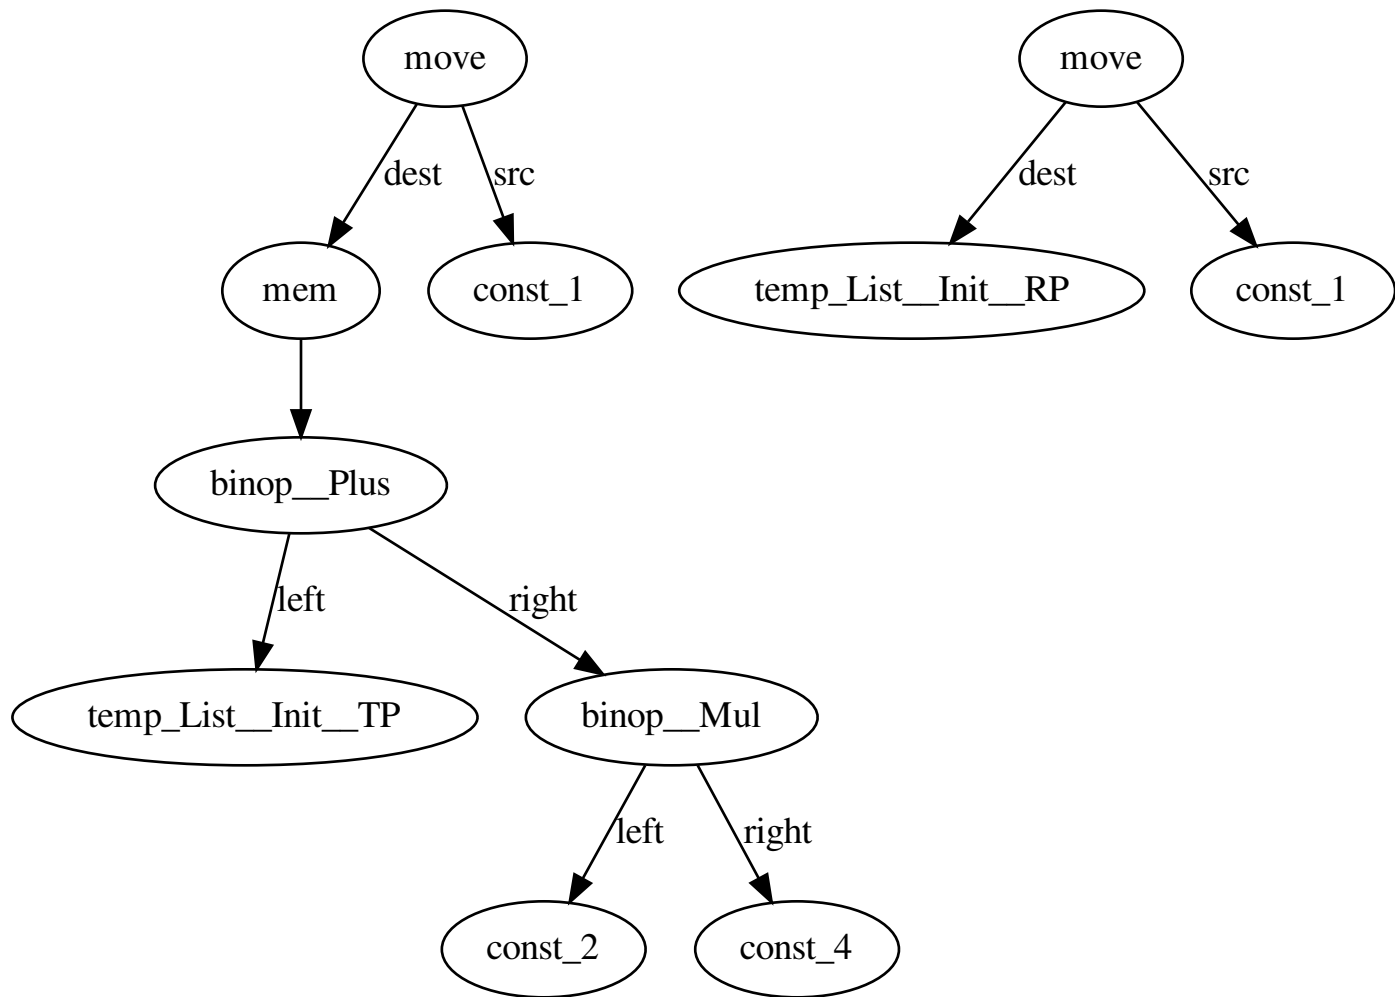 move
move
dest
src
dest
src
mem
const_1
temp_List__Init__RP
const_1
binop__Plus
left
right
temp_List__Init__TP
binop__Mul
left
right
const_2
const_4